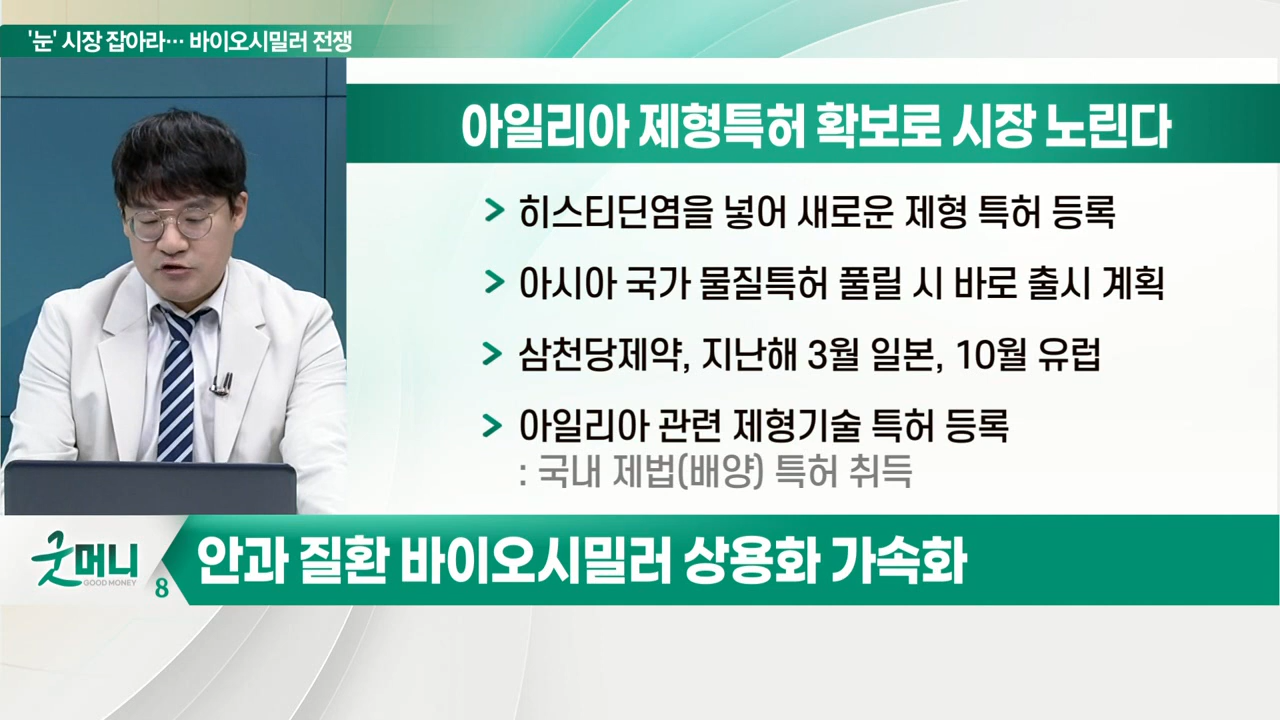 '눈' 시장 잡아라… 바이오시밀러 전쟁
아일리아 제형특허 확보로 시장 노린다
> 히스티딘염을 넣어 새로운 제형 특허 등록
> 아시아 국가 물질특허 풀릴 시 바로 출시 계획
> 삼천당제약, 지난해 3월 일본, 10월 유럽
> 아일리아 관련 제형기술 특허 등록
: 국내 제법(배양) 특허 취득
굿머니
GOOD MONEY
8
안과 질환 바이오시밀러 상용화 가속화